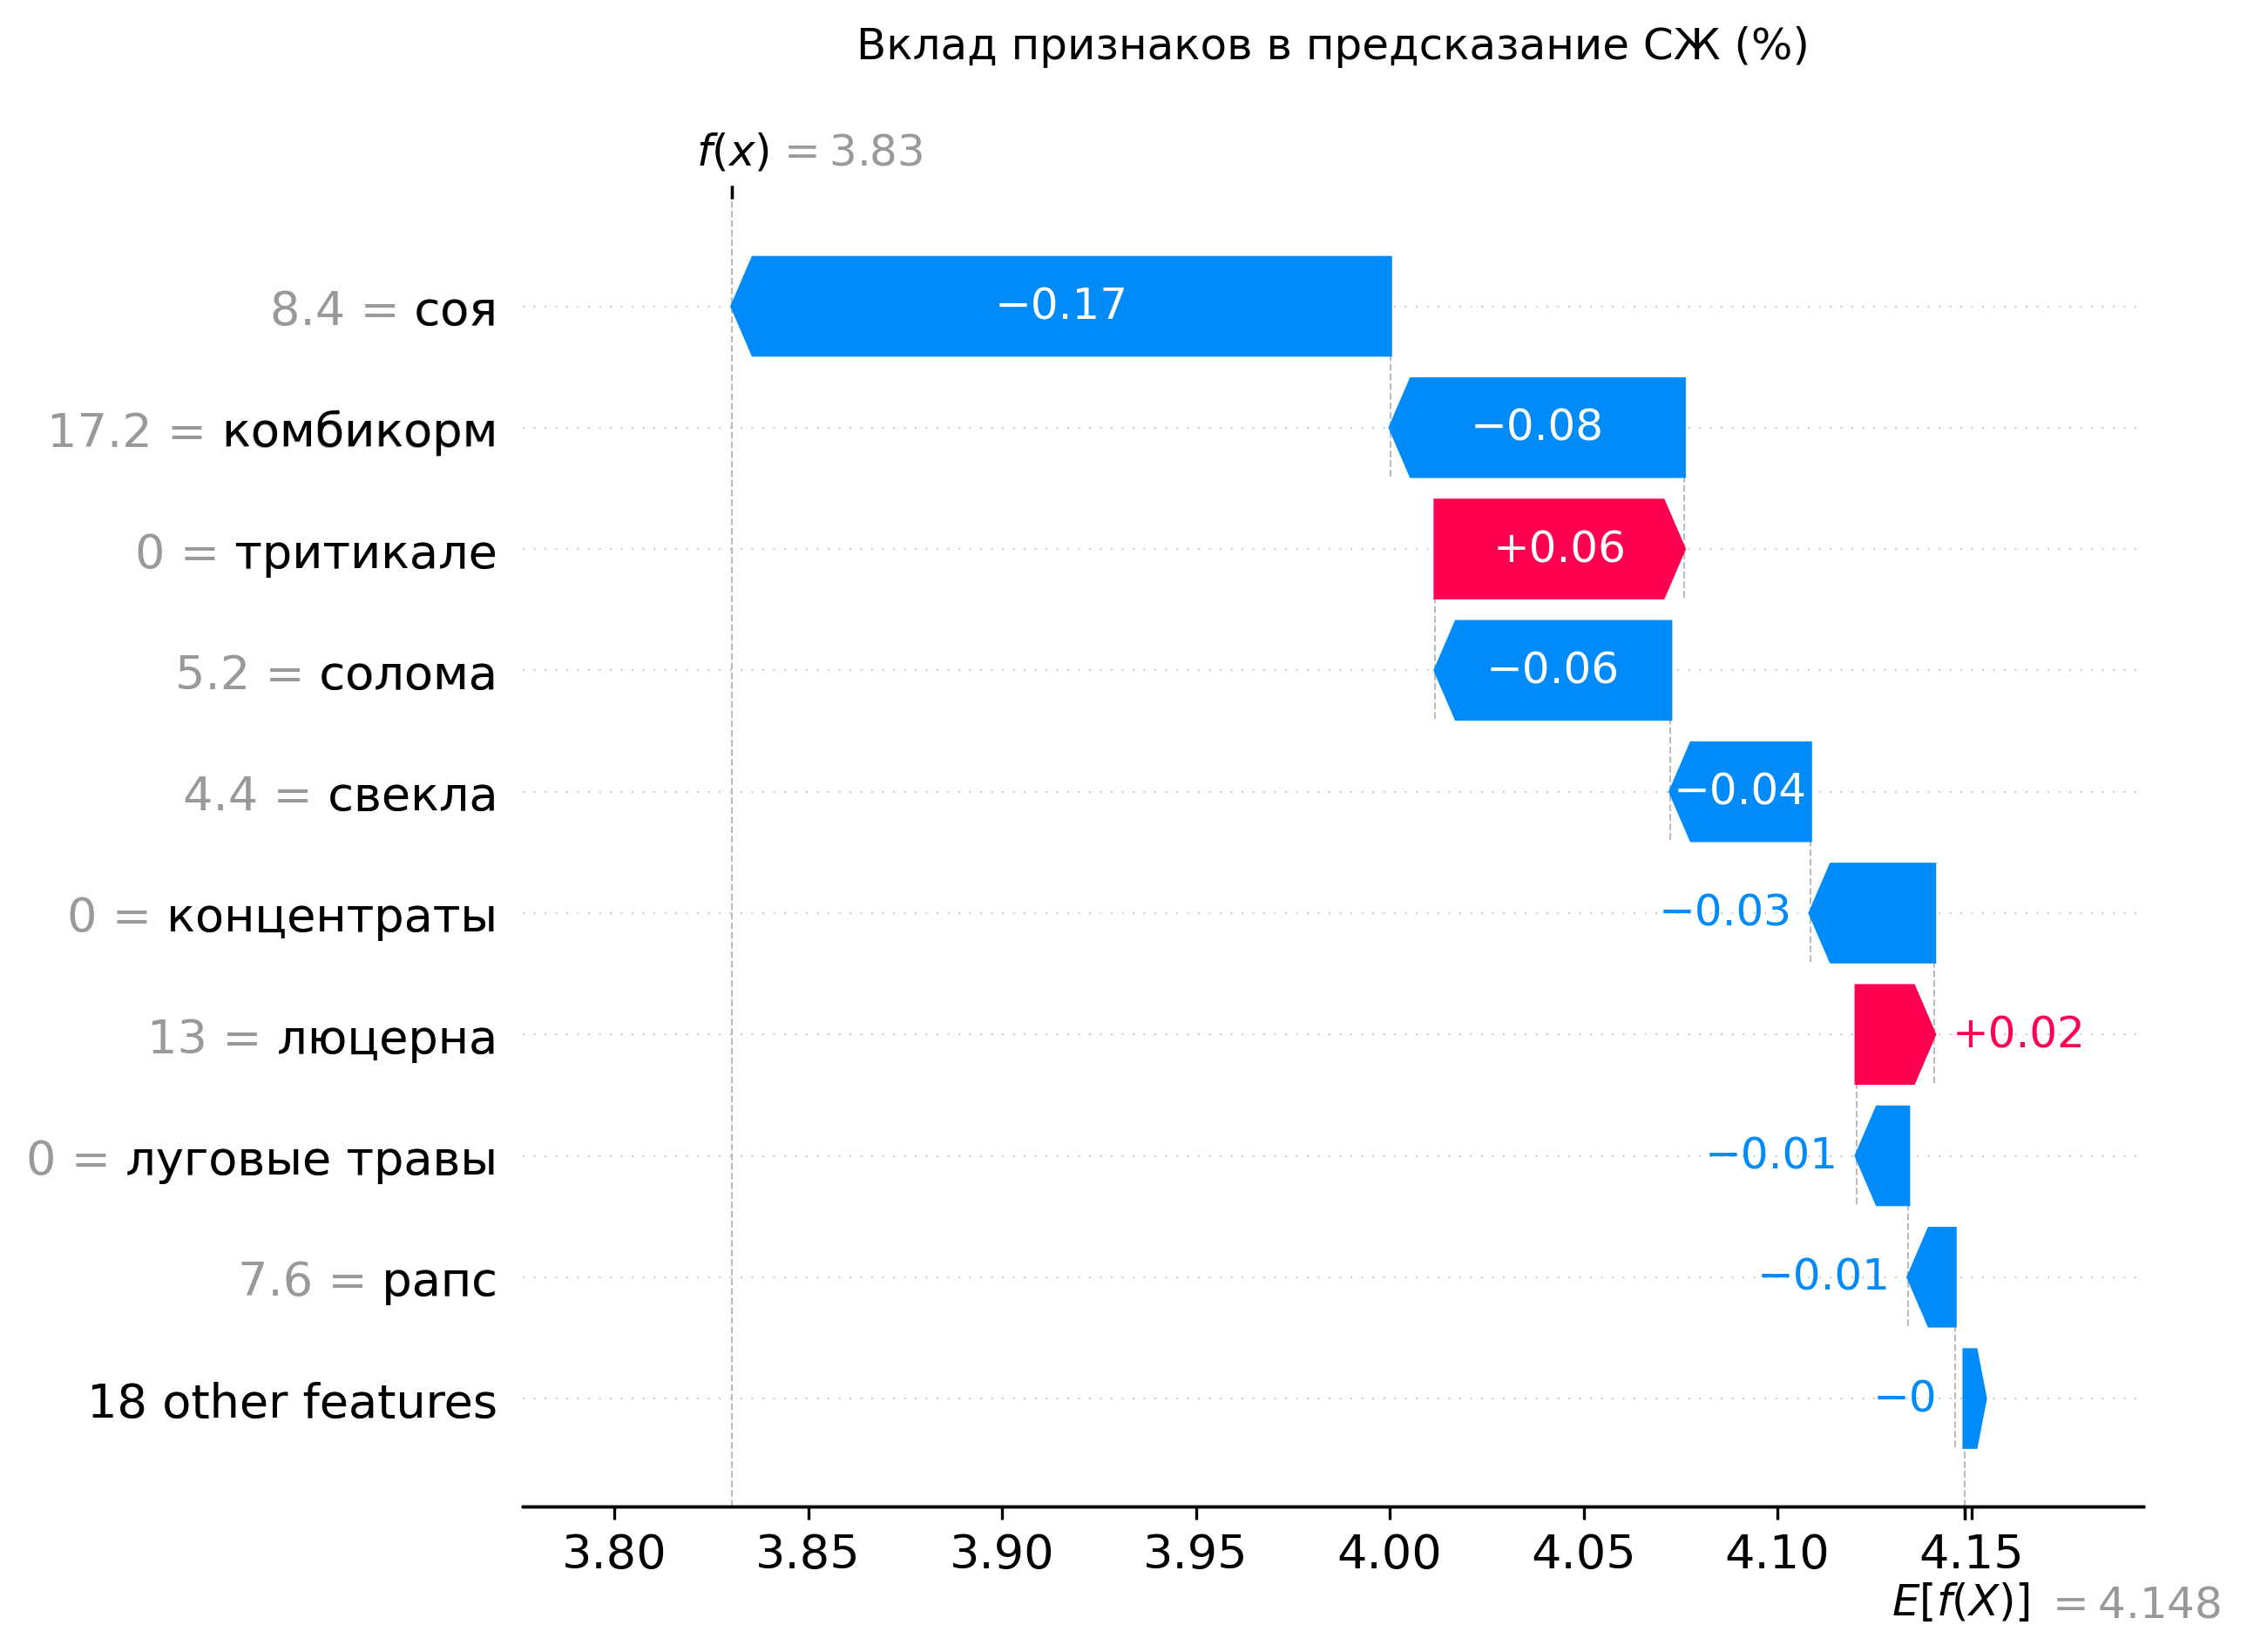 Вклад признаков в предсказание СЖ (%)
f(x) = 3.83
8.4 = соя
−0.17
17.2 = комбикорм
−0.08
0 = тритикале
+0.06
5.2 = солома
−0.06
4.4 = свекла
−0.04
0 = концентраты
−0.03
13 = люцерна
+0.02
0 = луговые травы
−0.01
7.6 = рапс
−0.01
18 other features
−0
3.80 3.85 3.90 3.95 4.00 4.05 4.10 4.15
E[f(X)] = 4.148